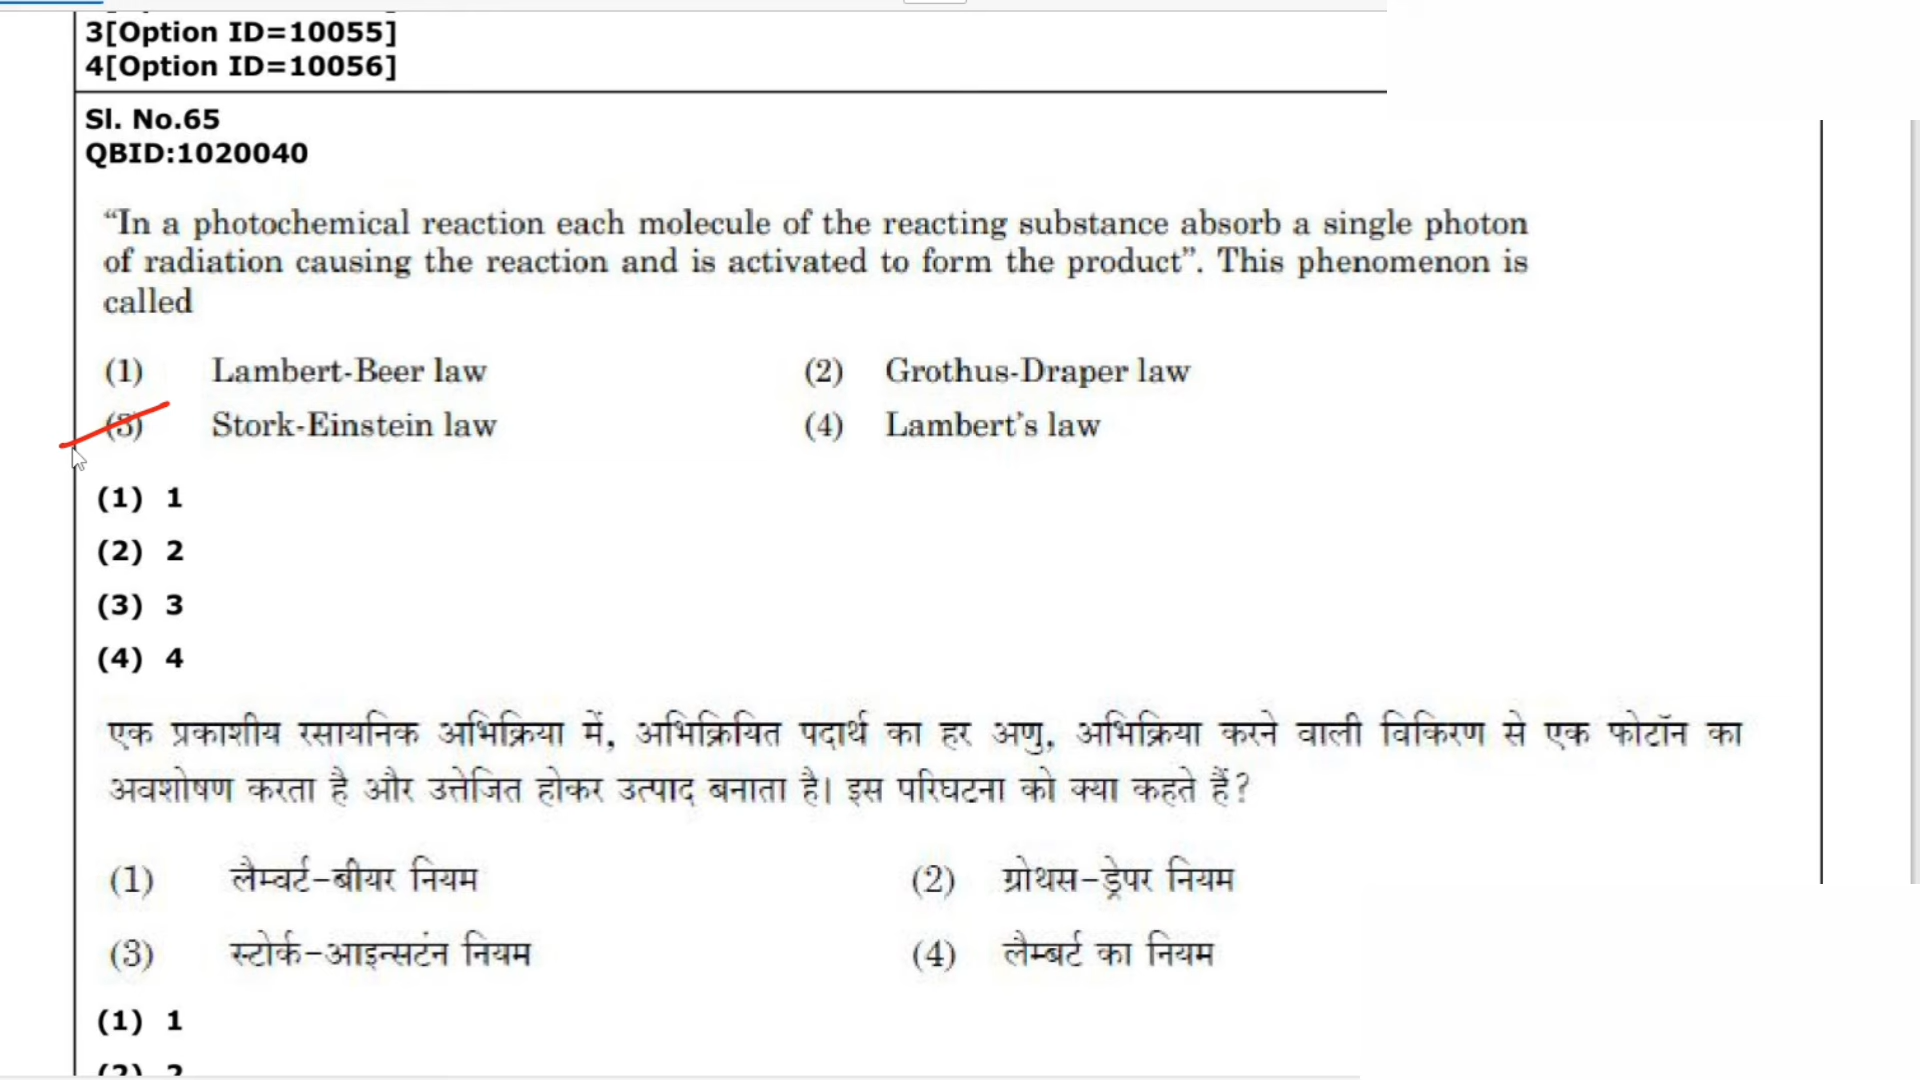 3[Option ID=10055]
4[Option ID=10056]
Sl. No.65
QBID:1020040
“In a photochemical reaction each molecule of the reacting substance absorb a single photon
of radiation causing the reaction and is activated to form the product”. This phenomenon is
called
(1) Lambert-Beer law (2) Grothus-Draper law
(3) Stork-Einstein law (4) Lambert’s law
(1) 1
(2) 2
(3) 3
(4) 4
एक प्रकाशीय रसायनिक अभिक्रिया में, अभिक्रियित पदार्थ का हर अणु, अभिक्रिया करने वाली विकिरण से एक फोटॉन का
अवशोषण करता है और उत्तेजित होकर उत्पाद बनाता है। इस परिघटना को क्या कहते हैं?
(1) लैम्वर्ट-बीयर नियम (2) ग्रोथस-ड्रेपर नियम
(3) स्टोर्क-आइन्सटंन नियम (4) लैम्बर्ट का नियम
(1) 1
(2) 2